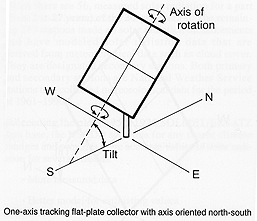 Axis of
rotation
W
N
Tilt
S
E
One-axis tracking flat-plate collector with axis oriented north-south